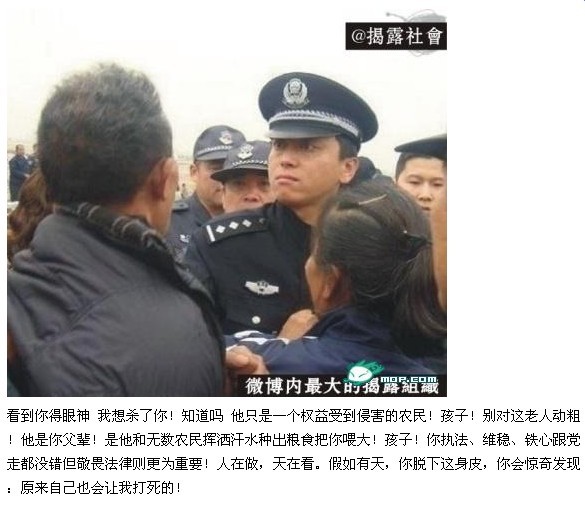 @揭露社會
微博内最大的揭露組織
mop.com
看到你得眼神 我想杀了你！知道吗 他只是一个权益受到侵害的农民！孩子！别对这老人动粗
！他是你父辈！是他和无数农民挥洒汗水种出粮食把你喂大！孩子！你执法、维稳、铁心跟党
走都没错但敬畏法律则更为重要！人在做，天在看。假如有天，你脱下这身皮，你会惊奇发现
：原来自己也会让我打死的！